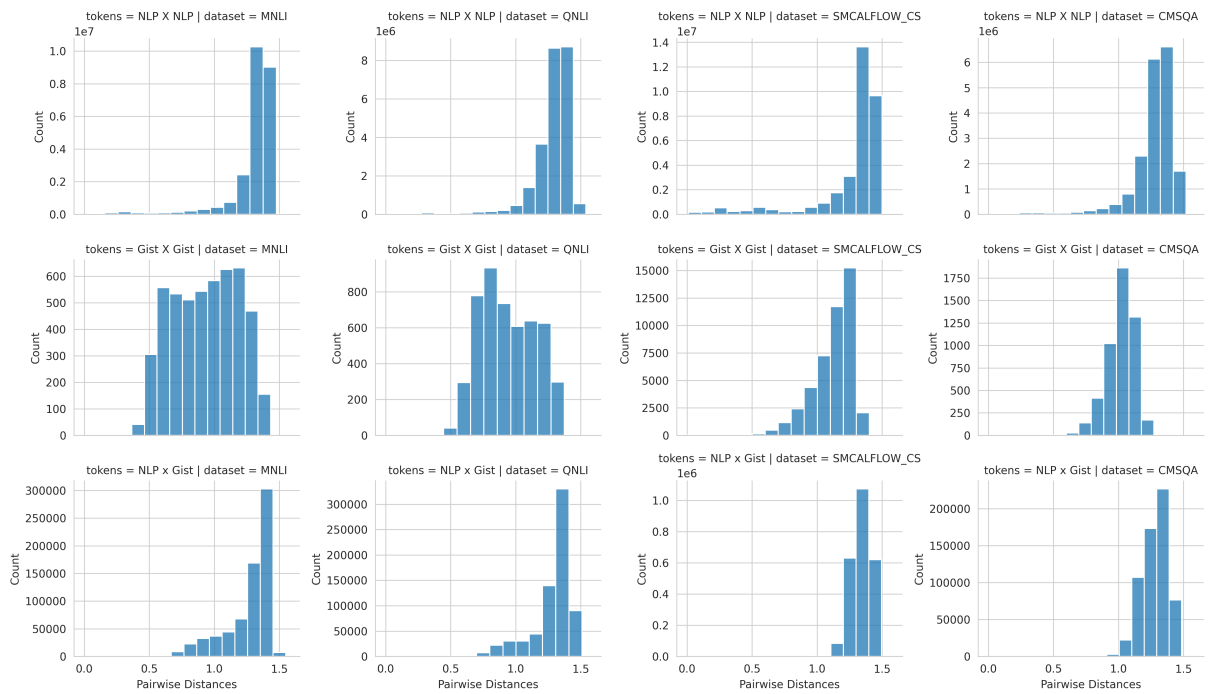 tokens = NLP X NLP | dataset = MNLI
1e7
1.0
0.8
0.6
0.4
0.2
0.0
Count
tokens = NLP X NLP | dataset = QNLI
1e6
8
6
4
2
0
Count
tokens = NLP X NLP | dataset = SMCALFLOW_CS
1e7
1.4
1.2
1.0
0.8
0.6
0.4
0.2
0.0
Count
tokens = NLP X NLP | dataset = CMSQA
1e6
6
5
4
3
2
1
0
Count
tokens = Gist X Gist | dataset = MNLI
600
500
400
300
200
100
0
Count
tokens = Gist X Gist | dataset = QNLI
800
600
400
200
0
Count
tokens = Gist X Gist | dataset = SMCALFLOW_CS
15000
12500
10000
7500
5000
2500
0
Count
tokens = Gist X Gist | dataset = CMSQA
1750
1500
1250
1000
750
500
250
0
Count
tokens = NLP x Gist | dataset = MNLI
300000
250000
200000
150000
100000
50000
0
Count
0.0 0.5 1.0 1.5
Pairwise Distances
tokens = NLP x Gist | dataset = QNLI
300000
250000
200000
150000
100000
50000
0
Count
0.0 0.5 1.0 1.5
Pairwise Distances
tokens = NLP x Gist | dataset = SMCALFLOW_CS
1e6
1.0
0.8
0.6
0.4
0.2
0.0
Count
0.0 0.5 1.0 1.5
Pairwise Distances
tokens = NLP x Gist | dataset = CMSQA
200000
150000
100000
50000
0
Count
0.0 0.5 1.0 1.5
Pairwise Distances